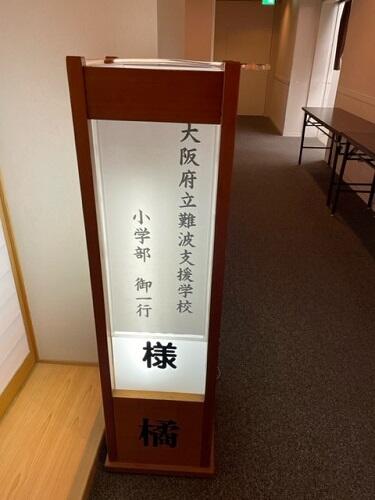 大阪府立難波支援学校
小学部 御一行
様
橘